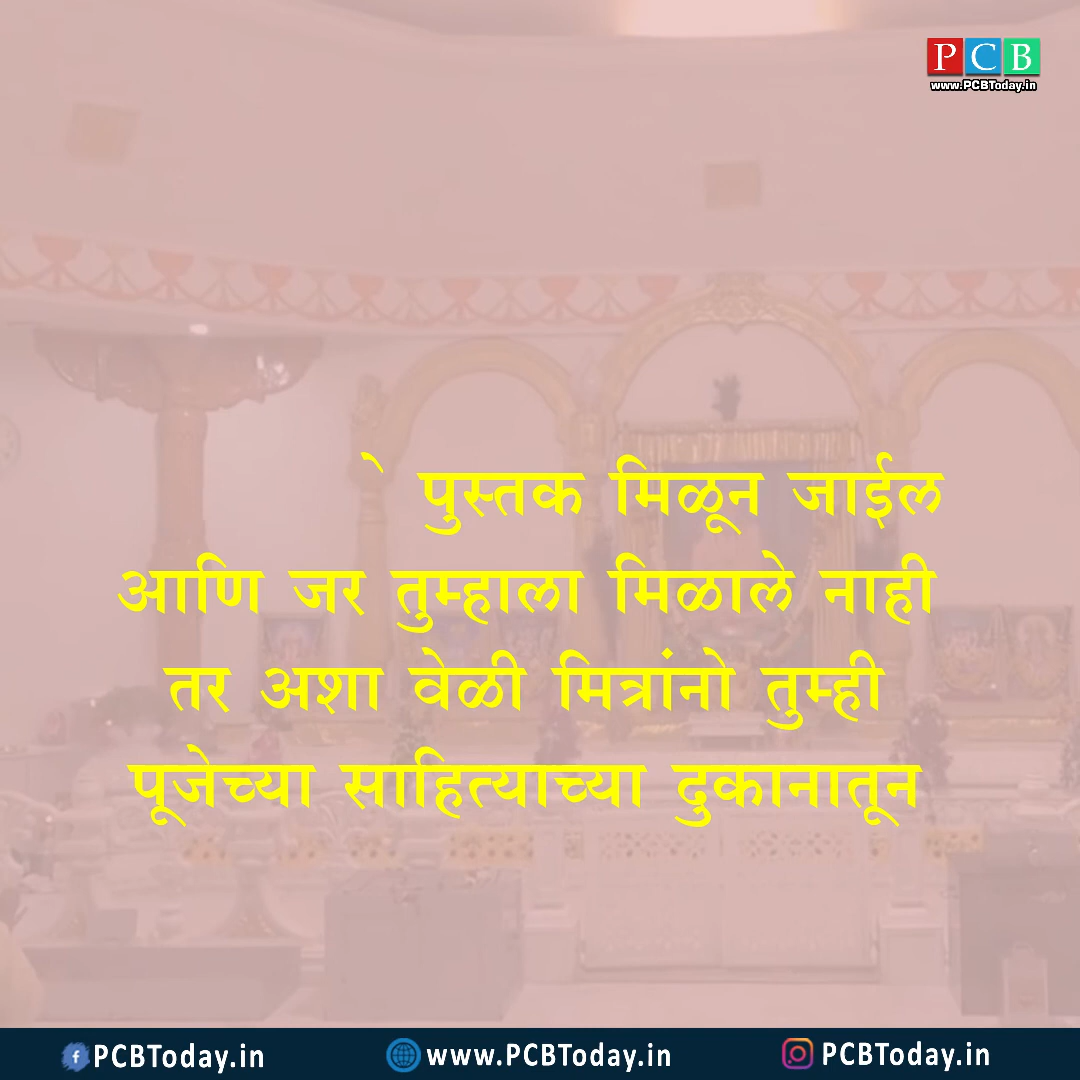 PCB
www.PCBToday.in
पुस्तक मिळून जाईल
आणि जर तुम्हाला मिळाले नाही
तर अशा वेळी मित्रांनो तुम्ही
पूजेच्या साहित्याच्या दुकानातून
PCBToday.in www.PCBToday.in PCBToday.in